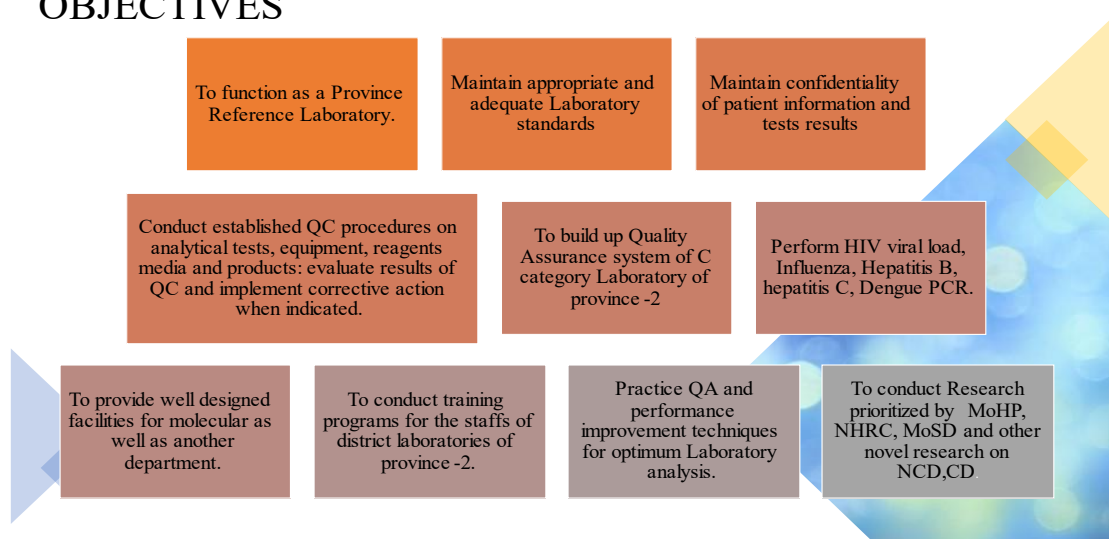 OBJECTIVES
To function as a Province
Reference Laboratory.
Maintain appropriate and
adequate Laboratory
standards
Maintain confidentiality
of patient information and
tests results
Conduct established QC procedures on
analytical tests, equipment, reagents
media and products: evaluate results of
QC and implement corrective action
when indicated.
To build up Quality
Assurance system of C
category Laboratory of
province -2
Perform HIV viral load,
Influenza, Hepatitis B,
hepatitis C, Dengue PCR.
To provide well designed
facilities for molecular as
well as another
department.
To conduct training
programs for the staffs of
district laboratories of
province -2.
Practice QA and
performance
improvement techniques
for optimum Laboratory
analysis.
To conduct Research
prioritized by MoHP,
NHRC, MoSD and other
novel research on
NCD,CD.